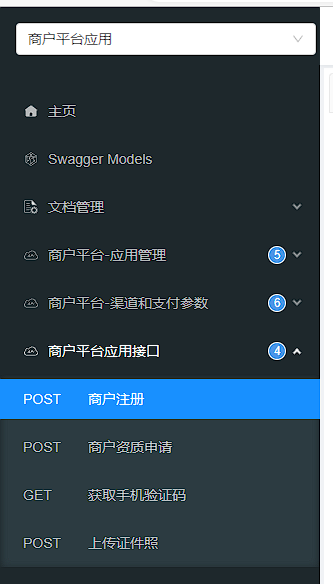 商户平台应用
主页
Swagger Models
文档管理
商户平台-应用管理 5
商户平台-渠道和支付参数 6
商户平台应用接口 4
POST 商户注册
POST 商户资质申请
GET 获取手机验证码
POST 上传证件照